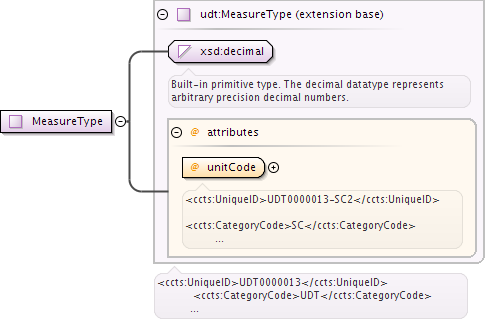 udt:MeasureType (extension base)
xsd:decimal
Built-in primitive type. The decimal datatype represents
arbitrary precision decimal numbers.
MeasureType
@ attributes
@ unitCode
<ccts:UniqueID>UDT0000013-SC2</ccts:UniqueID>
<ccts:CategoryCode>SC</ccts:CategoryCode>
...
<ccts:UniqueID>UDT0000013</ccts:UniqueID>
<ccts:CategoryCode>UDT</ccts:CategoryCode>
...